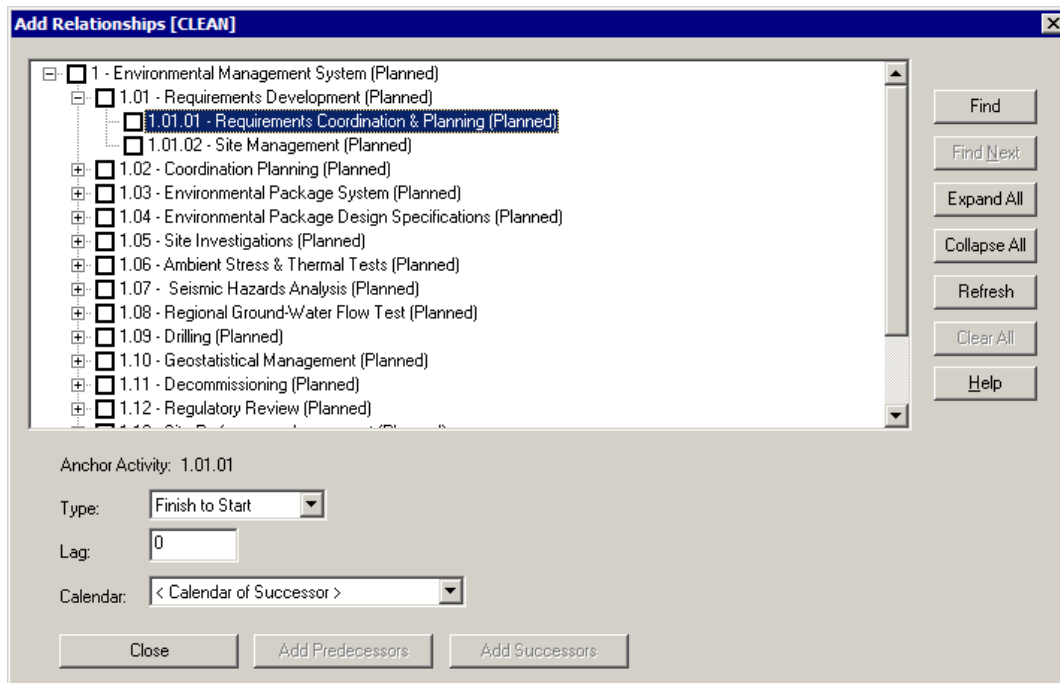 Add Relationships [CLEAN]
1 - Environmental Management System (Planned)
1.01 - Requirements Development (Planned)
1.01.01 - Requirements Coordination & Planning (Planned)
1.01.02 - Site Management (Planned)
1.02 - Coordination Planning (Planned)
1.03 - Environmental Package System (Planned)
1.04 - Environmental Package Design Specifications (Planned)
1.05 - Site Investigations (Planned)
1.06 - Ambient Stress & Thermal Tests (Planned)
1.07 - Seismic Hazards Analysis (Planned)
1.08 - Regional Ground-Water Flow Test (Planned)
1.09 - Drilling (Planned)
1.10 - Geostatistical Management (Planned)
1.11 - Decommissioning (Planned)
1.12 - Regulatory Review (Planned)
Find
Find Next
Expand All
Collapse All
Refresh
Clear All
Help
Anchor Activity: 1.01.01
Type: Finish to Start
Lag: 0
Calendar: < Calendar of Successor >
Close Add Predecessors Add Successors